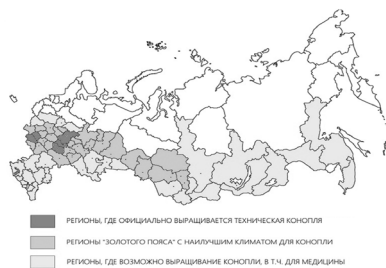 РЕГИОНЫ, ГДЕ ОФИЦИАЛЬНО ВЫРАЩИВАЕТСЯ ТЕХНИЧЕСКАЯ КОНОПЛЯ
РЕГИОНЫ "ЗОЛОТОГО ПОЯСА" С НАИЛУЧШИМ КЛИМАТОМ ДЛЯ КОНОПЛИ
РЕГИОНЫ, ГДЕ ВОЗМОЖНО ВЫРАЩИВАНИЕ КОНОПЛИ, В Т.Ч. ДЛЯ МЕДИЦИНЫ